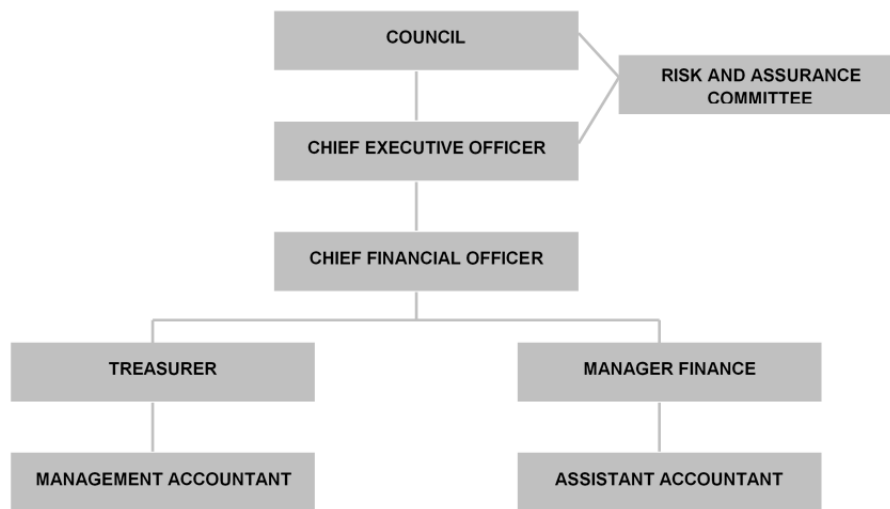 COUNCIL
RISK AND ASSURANCE
COMMITTEE
CHIEF EXECUTIVE OFFICER
CHIEF FINANCIAL OFFICER
TREASURER
MANAGER FINANCE
MANAGEMENT ACCOUNTANT
ASSISTANT ACCOUNTANT